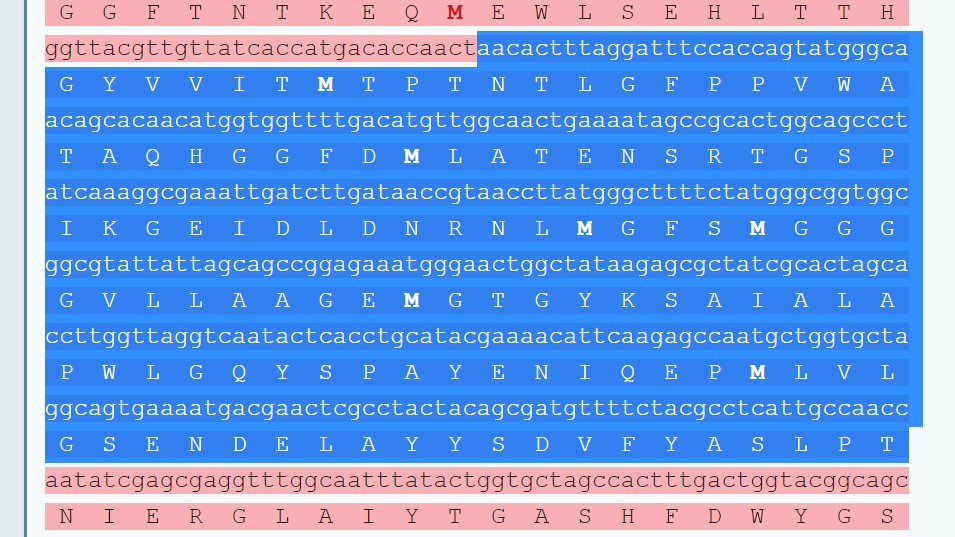 G G F T N T K E Q M E W L S E H L T T H
ggttacgttgttatcaccatgacaccaactaacactttaggatttccaccagtatgggca
G Y V V I T M T P T N T L G F P P V W A
acagcacaacatggtggttttgacatgttggcaactgaaaatagccgcactggcagccct
T A Q H G G F D M L A T E N S R T G S P
atcaaaggcgaaattgatcttgataaccgtaaccttatgggcttttctatgggcggtggc
I K G E I D L D N R N L M G F S M G G G
ggcgtattattagcagccggagaaatgggaactggctataagagcgctatcgcactagca
G V L L A A G E M G T G Y K S A I A L A
ccttggttaggtcaatactcacctgcatacgaaaacattcaagagccaatgctggtgcta
P W L G Q Y S P A Y E N I Q E P M L V L
ggcagtgaaaatgacgaactcgcctactacagcgatgttttctacgcctcattgccaacc
G S E N D E L A Y Y S D V F Y A S L P T
aatatcgagcgaggtttggcaatttatactggtgctagccactttgactggtacggcagc
N I E R G L A I Y T G A S H F D W Y G S